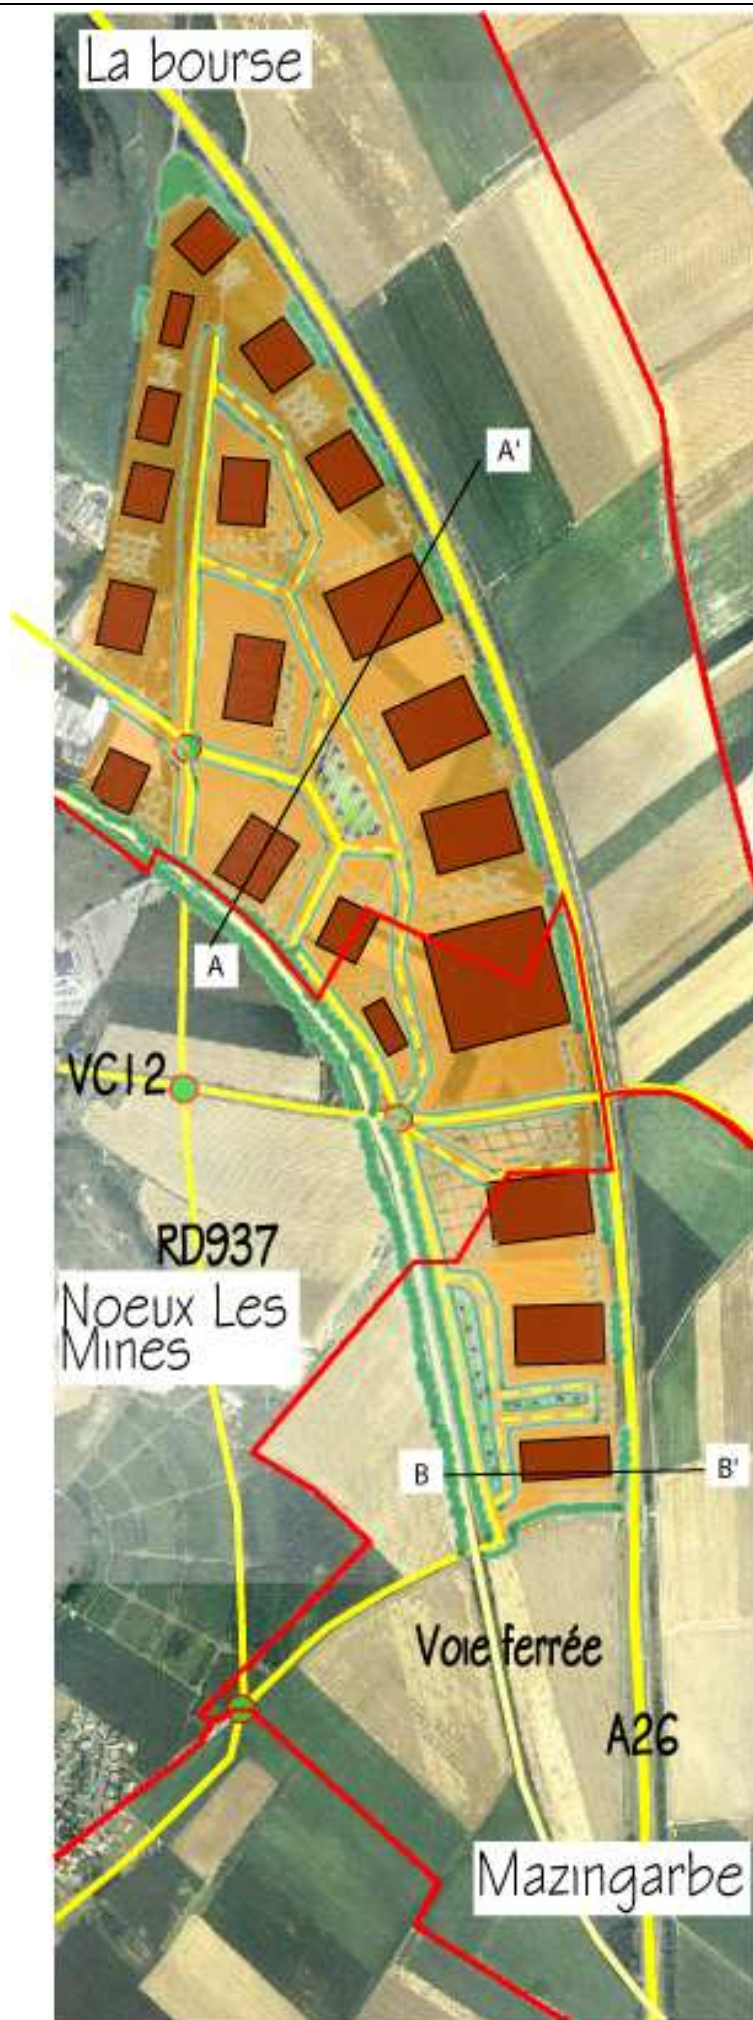 La bourse
A'
A
VC12
RD937
Noeux Les
Mines
B
B'
Voie ferrée
A26
Mazingarbe